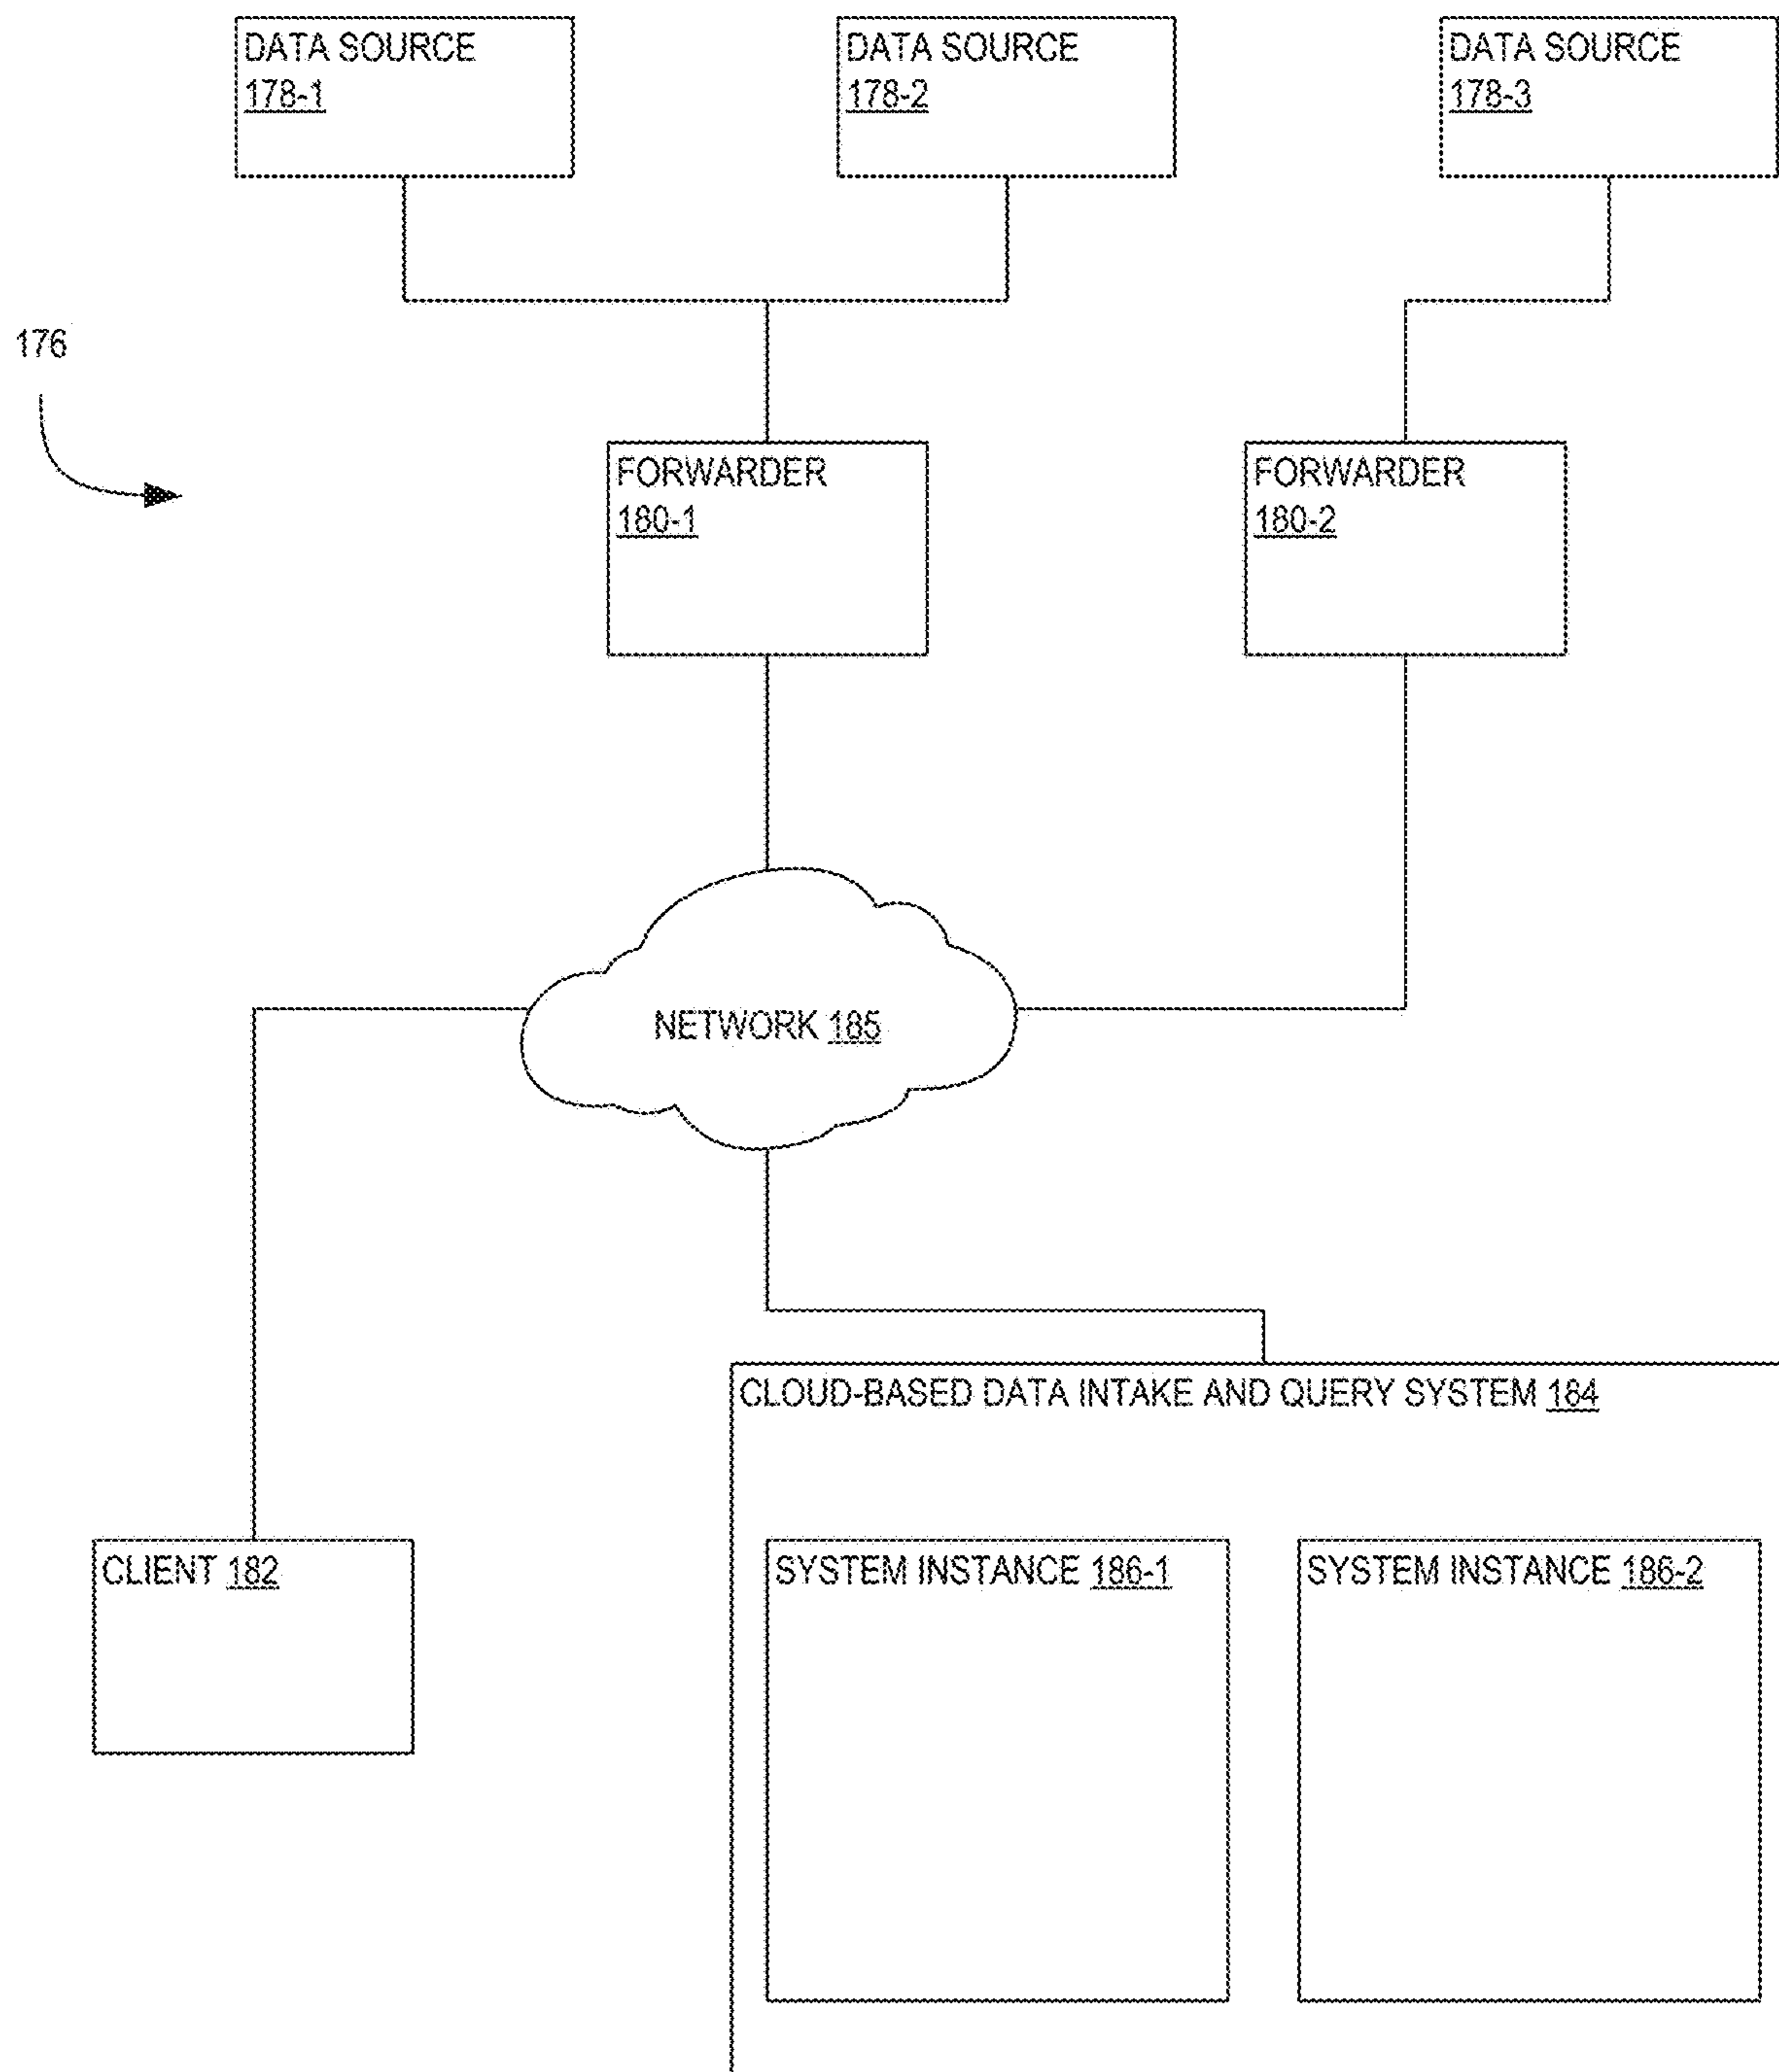 DATA SOURCE
178-1
DATA SOURCE
178-2
DATA SOURCE
178-3
176
FORWARDER
180-1
FORWARDER
180-2
NETWORK 185
CLOUD-BASED DATA INTAKE AND QUERY SYSTEM 184
CLIENT 182
SYSTEM INSTANCE 186-1
SYSTEM INSTANCE 186-2